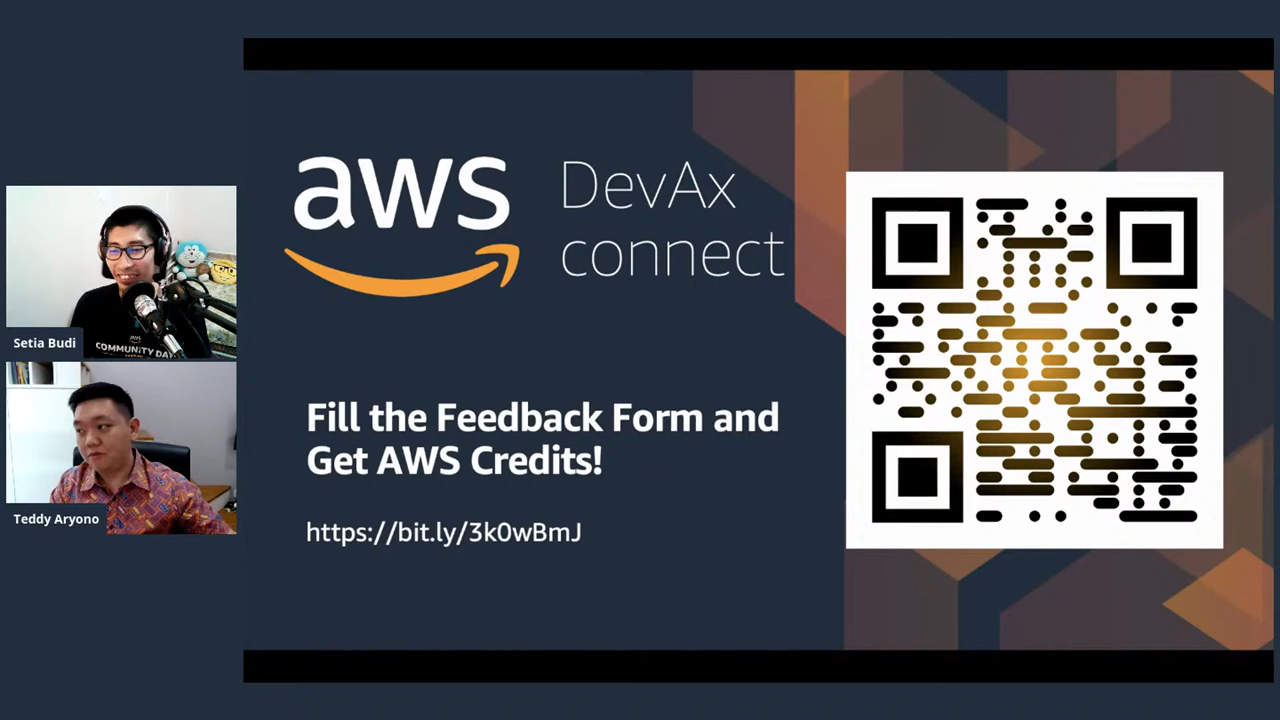 aws
DevAx
connect
Fill the Feedback Form and
Get AWS Credits!
https://bit.ly/3k0wBmJ
aws
COMMUNITY DAY
Setia Budi
Teddy Aryono